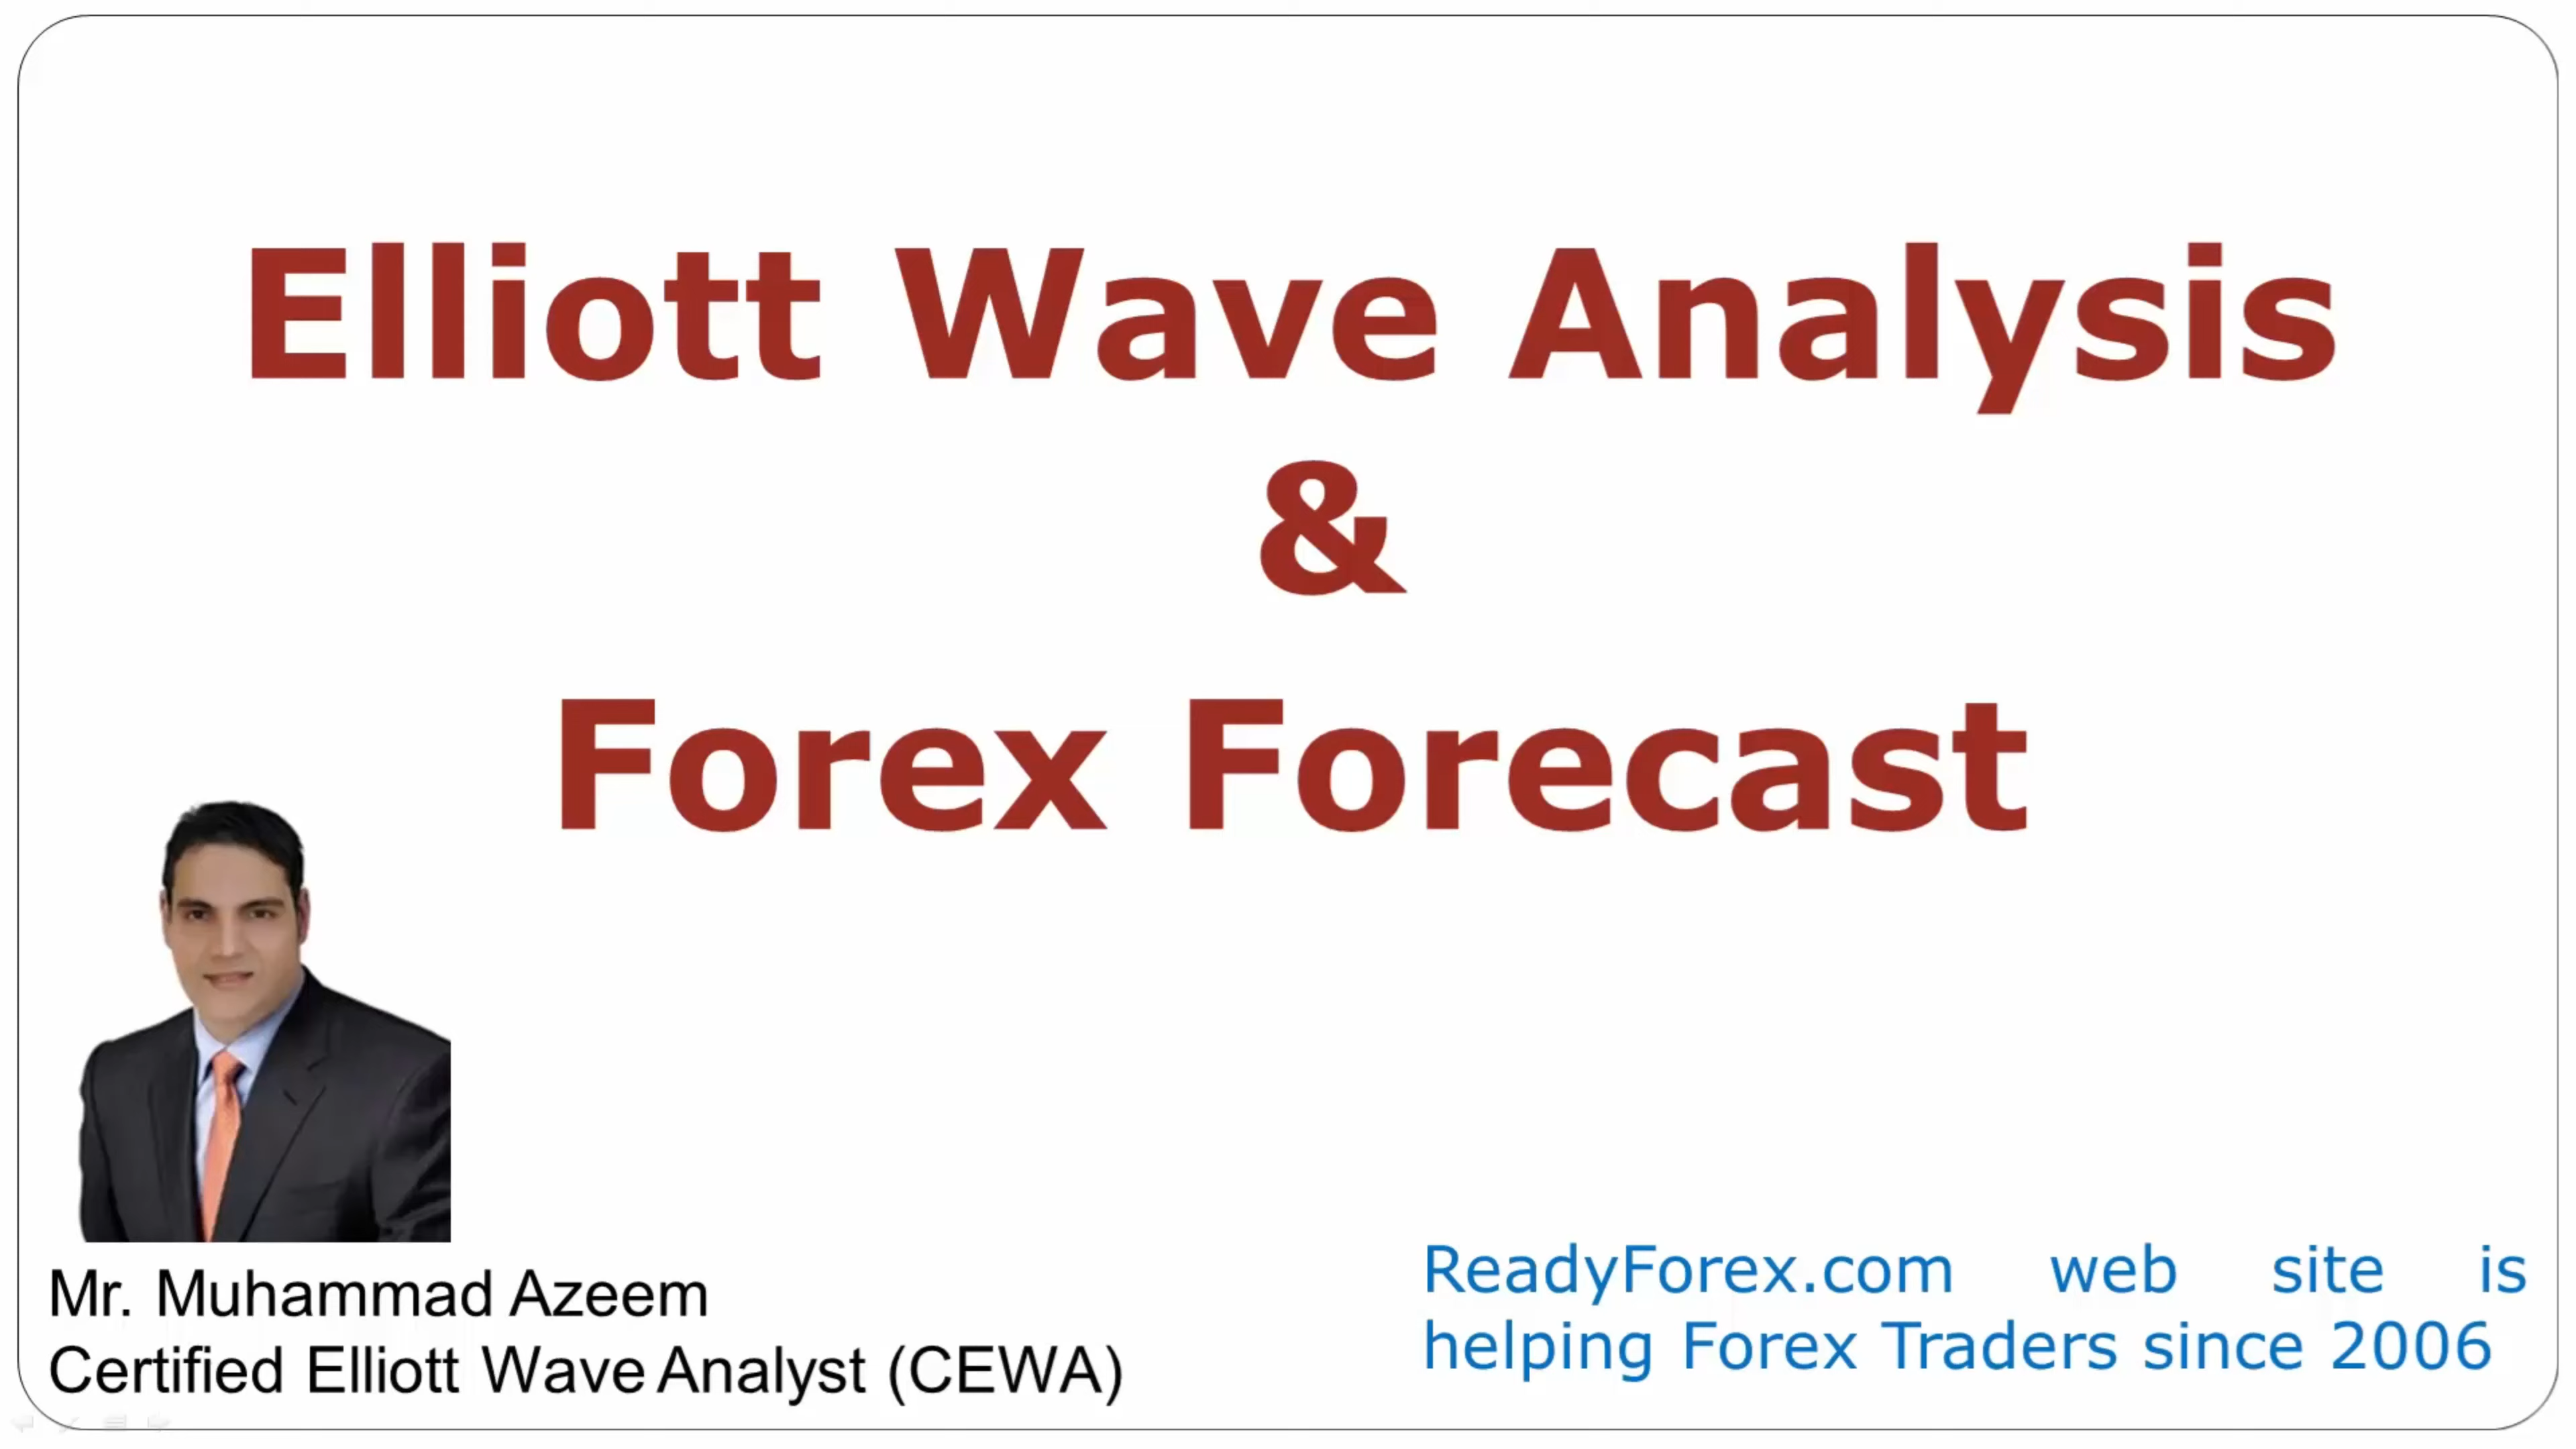 Elliott Wave Analysis
&
Forex Forecast
Mr. Muhammad Azeem
Certified Elliott Wave Analyst (CEWA)
ReadyForex.com web site is
helping Forex Traders since 2006